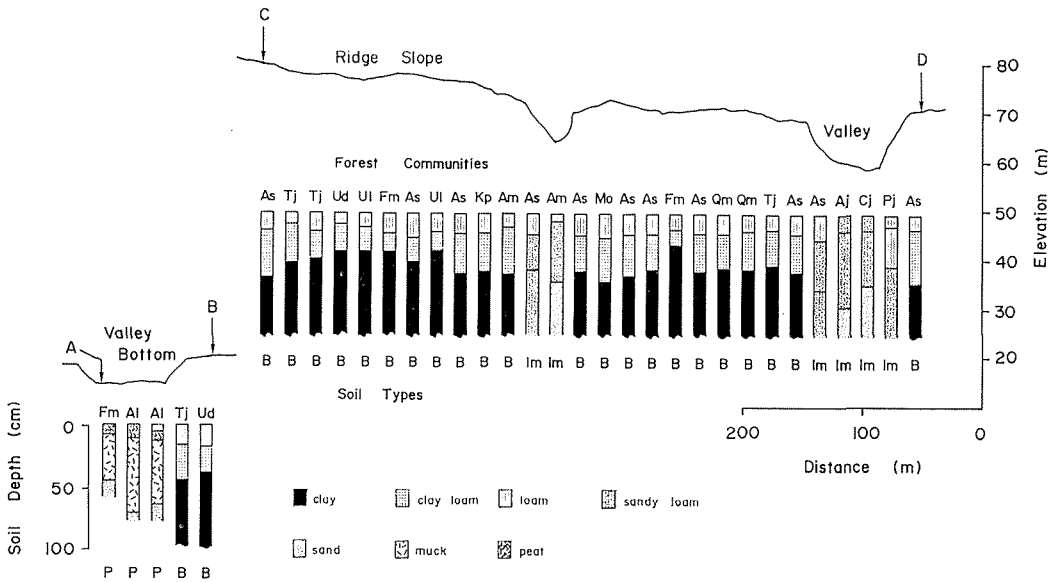 C
D
Ridge Slope
80
70
Valley
60
Forest Communities
As Tj Tj Ud Ul Fm As Ul As Kp Am As Am As Mo As As Fm As Qm Qm Tj As As Aj Cj Pj As
50
40
30
20
Elevation (m)
B B B B B B B B B B B Im Im B B B B B B B B B B Im Im Im Im B
Soil Types
A
B
Valley
Bottom
Fm Al Al Tj Ud
0
50
100
Soil Depth (cm)
P P P B B
200 100 0
Distance (m)
clay clay loam loam sandy loam
sand muck peat